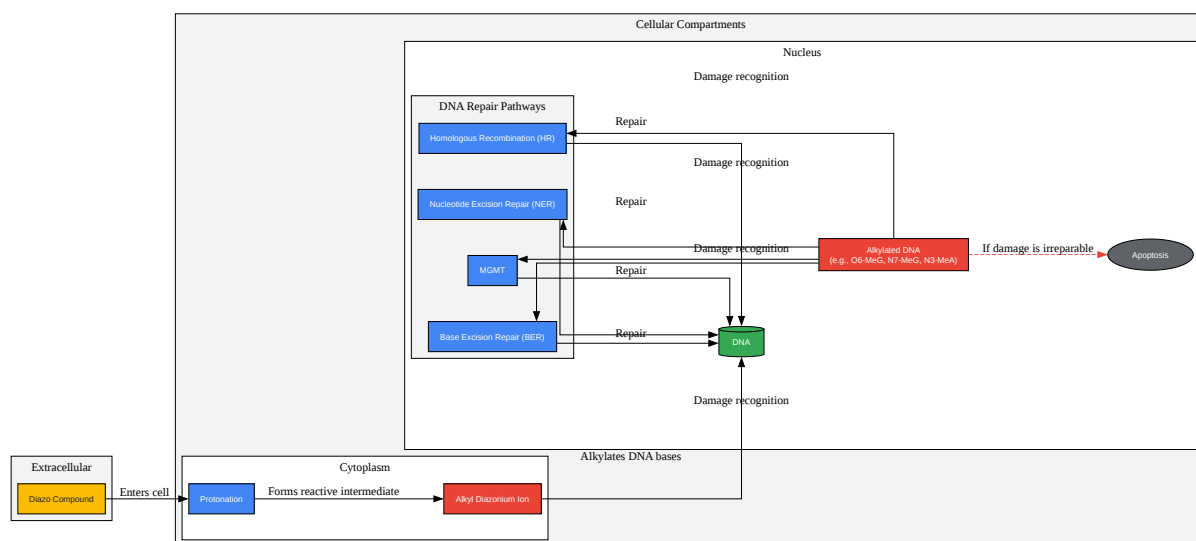 Cellular Compartments
Nucleus
Damage recognition
DNA Repair Pathways
Repair
Homologous Recombination (HR)
Damage recognition
Nucleotide Excision Repair (NER)
Repair
Damage recognition
Alkylated DNA
(e.g., O6-MeG, N7-MeG, N3-MeA)
If damage is irreparable
Apoptosis
MGMT
Repair
Base Excision Repair (BER)
Repair
DNA
Damage recognition
Alkylates DNA bases
Extracellular
Cytoplasm
Diazo Compound
Enters cell
Protonation
Forms reactive intermediate
Alkyl Diazonium Ion